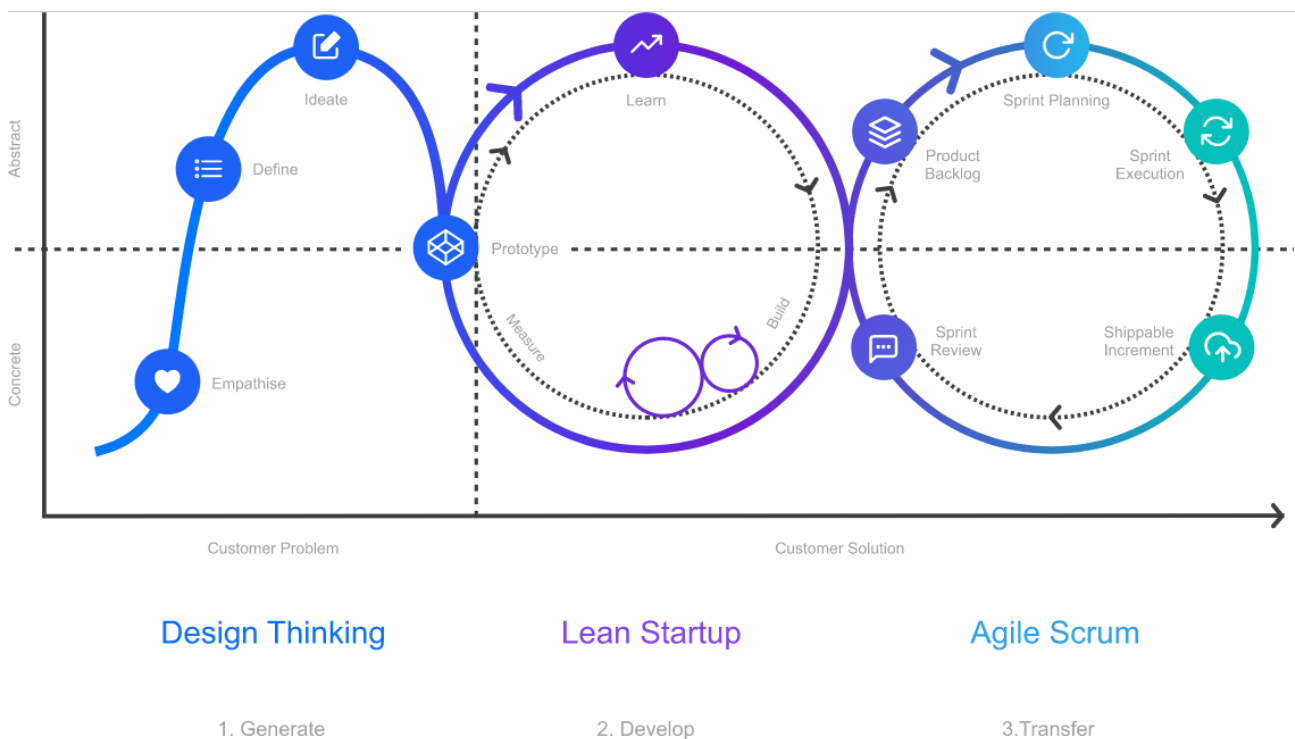 Ideate
Learn
Sprint Planning
Abstract
Define
Product
Backlog
Sprint
Execution
Prototype
Measure
Build
Concrete
Empathise
Sprint
Review
Shippable
Increment
Customer Problem
Customer Solution
Design Thinking
Lean Startup
Agile Scrum
1. Generate
2. Develop
3.Transfer